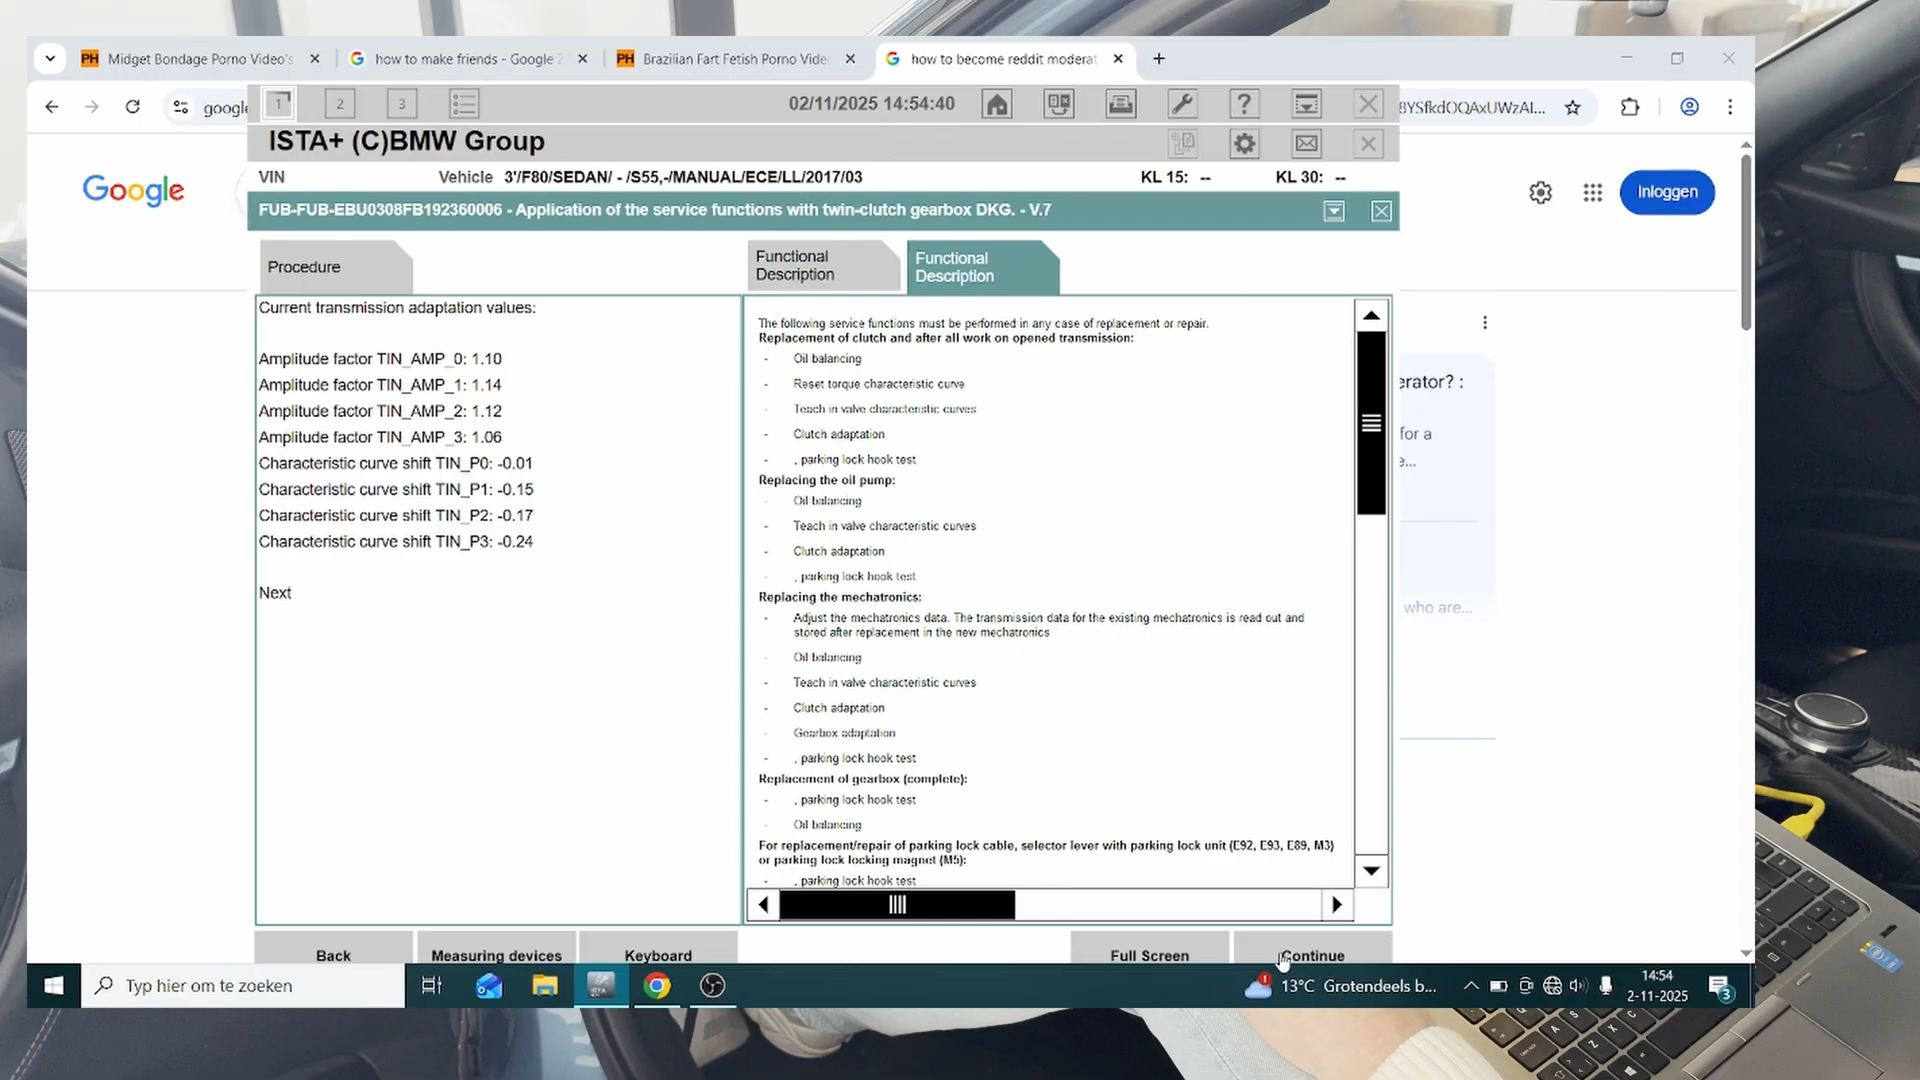 PH Midget Bondage Porno Video's
how to make friends - Google Z
PH Brazilian Fart Fetish Porno Vide
how to become reddit moderat
google
1
2
3
02/11/2025 14:54:40
BYSfkdOQAxUWzAI...
ISTA+ (C)BMW Group
Google
VIN
Vehicle 3'/F80/SEDAN/ - /S55,-/MANUAL/ECE/LL/2017/03
KL 15: --
KL 30: --
Inloggen
FUB-FUB-EBU0308FB192360006 - Application of the service functions with twin-clutch gearbox DKG. - V.7
Procedure
Functional
Description
Functional
Description
Current transmission adaptation values:
Amplitude factor TIN_AMP_0: 1.10
Amplitude factor TIN_AMP_1: 1.14
Amplitude factor TIN_AMP_2: 1.12
Amplitude factor TIN_AMP_3: 1.06
Characteristic curve shift TIN_P0: -0.01
Characteristic curve shift TIN_P1: -0.15
Characteristic curve shift TIN_P2: -0.17
Characteristic curve shift TIN_P3: -0.24
Next
The following service functions must be performed in any case of replacement or repair.
Replacement of clutch and after all work on opened transmission:
- Oil balancing
- Reset torque characteristic curve
- Teach in valve characteristic curves
- Clutch adaptation
- , parking lock hook test
Replacing the oil pump:
- Oil balancing
- Teach in valve characteristic curves
- Clutch adaptation
- , parking lock hook test
Replacing the mechatronics:
- Adjust the mechatronics data. The transmission data for the existing mechatronics is read out and
stored after replacement in the new mechatronics
- Oil balancing
- Teach in valve characteristic curves
- Clutch adaptation
- Gearbox adaptation
- , parking lock hook test
Replacement of gearbox (complete):
- , parking lock hook test
- Oil balancing
For replacement/repair of parking lock cable, selector lever with parking lock unit (E92, E93, E89, M3)
or parking lock locking magnet (M5):
- , parking lock hook test
erator? :
for a
e...
who are...
Back
Measuring devices
Keyboard
Full Screen
Continue
Typ hier om te zoeken
1
13°C Grotendeels b...
14:54
2-11-2025
3